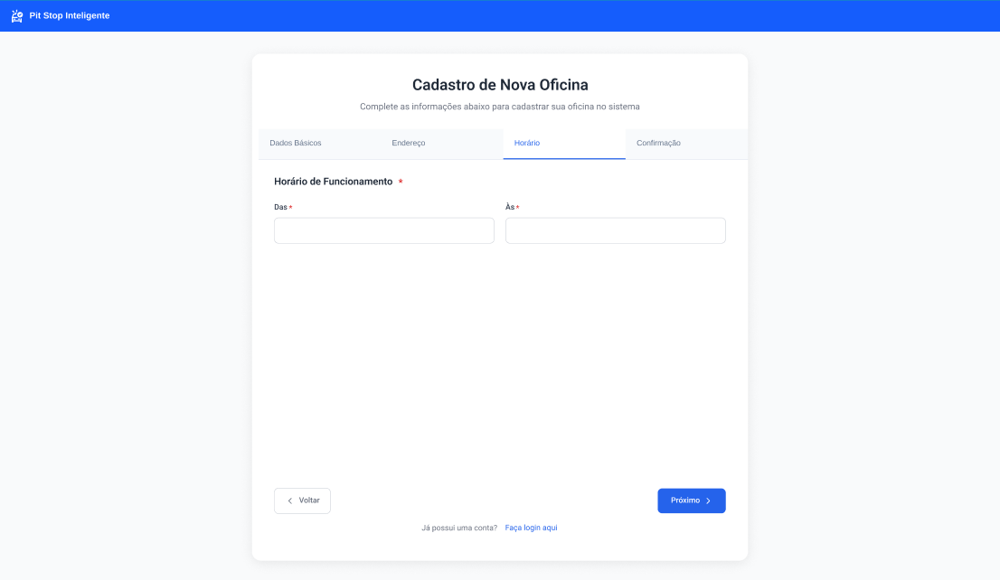 Pit Stop Inteligente
Cadastro de Nova Oficina
Complete as informações abaixo para cadastrar sua oficina no sistema
Dados Básicos Endereço Horário Confirmação
Horário de Funcionamento *
Das * Às *
Voltar Próximo
Já possui uma conta? Faça login aqui